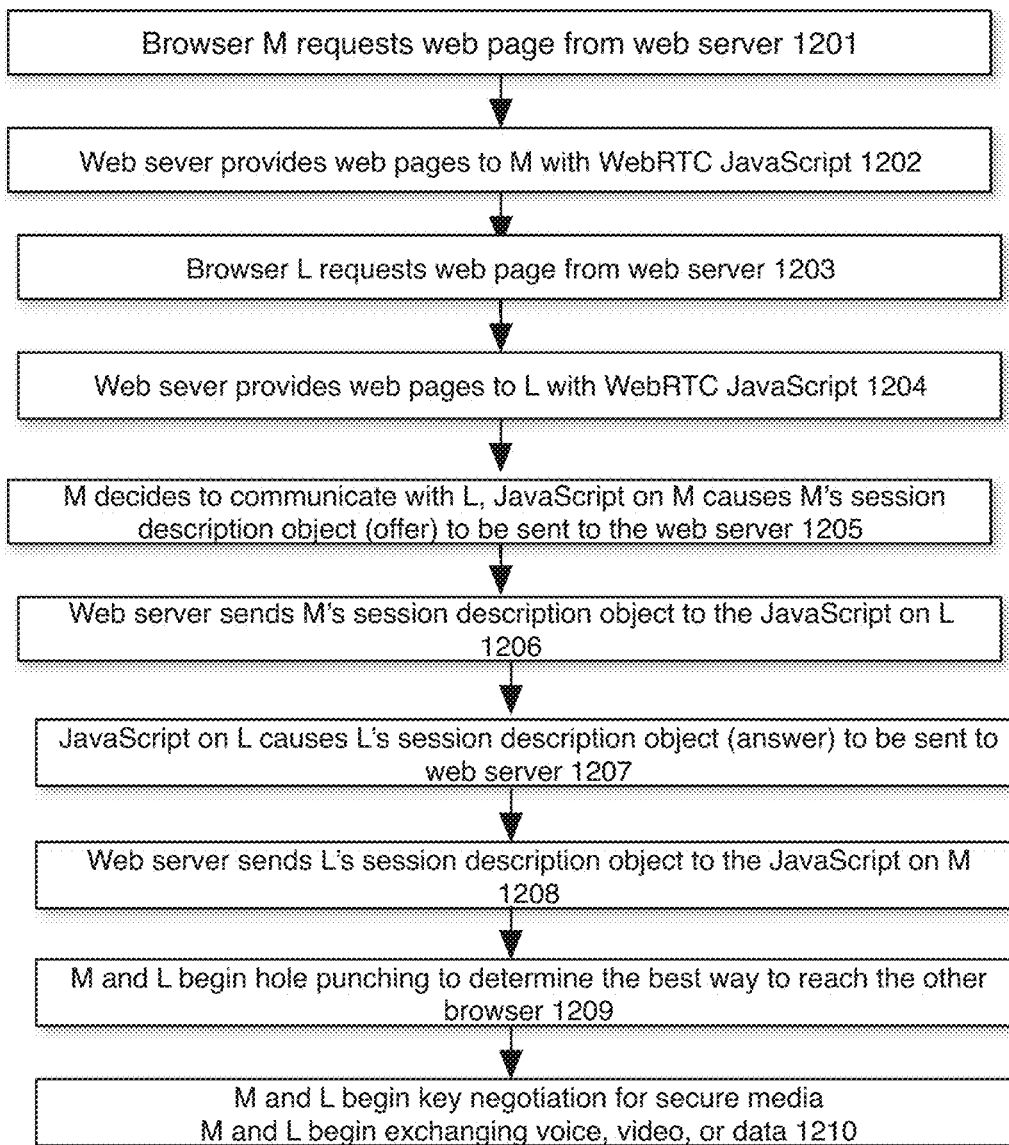 Browser M requests web page from web server 1201
Web sever provides web pages to M with WebRTC JavaScript 1202
Browser L requests web page from web server 1203
Web sever provides web pages to L with WebRTC JavaScript 1204
M decides to communicate with L, JavaScript on M causes M's session
description object (offer) to be sent to the web server 1205
Web server sends M's session description object to the JavaScript on L
1206
JavaScript on L causes L's session description object (answer) to be sent to
web server 1207
Web server sends L's session description object to the JavaScript on M
1208
M and L begin hole punching to determine the best way to reach the other
browser 1209
M and L begin key negotiation for secure media
M and L begin exchanging voice, video, or data 1210